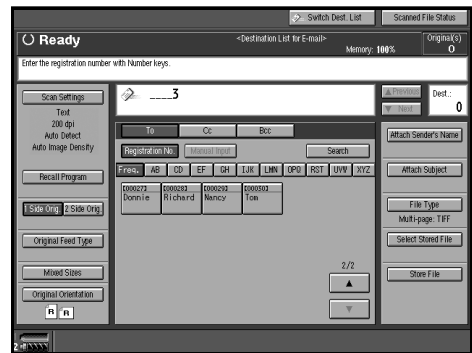 Switch Dest. List
Scanned File Status
Ready
<Destination List for E-mail>
Memory: 100%
Original(s)
0
Enter the registration number with Number keys.
Scan Settings
Text
200 dpi
Auto Detect
Auto Image Density
Recall Program
1 Side Orig.
2 Side Orig.
Original Feed Type
Mixed Sizes
Original Orientation
R R
____3
To
Cc
Bcc
Registration No.
Manual Input
Search
Freq. AB CD EF GH IJK LMN OPQ RST UVW XYZ
[00027] [00028] [00029] [00030]
Donnie Richard Nancy Tom
2/2
▲ Previous
▼ Next
Dest.:
0
Attach Sender's Name
Attach Subject
File Type
Multi-page: TIFF
Select Stored File
Store File
2